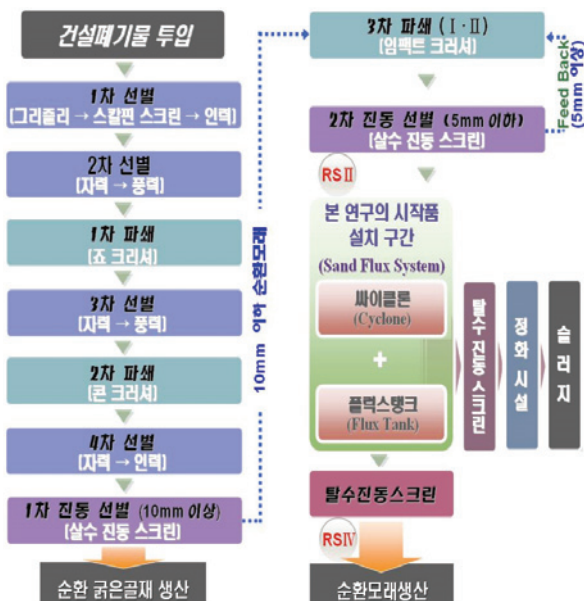 건설폐기물 투입
1차 선별
(그리즐리 → 스칼핀 스크린 → 인력)
2차 선별
(자력 → 풍력)
1차 파쇄
(죠 크리셔)
3차 선별
(자력 → 풍력)
2차 파쇄
(콘 크러셔)
4차 선별
(자력 → 인력)
1차 진동 선별 (10mm 이상)
(살수 진동 스크린)
순환 굵은골재 생산
10mm 이하 순환모래
3차 파쇄 (Ⅰ·Ⅱ)
(임팩트 크러셔)
Feed Back
(5mm 이상)
2차 진동 선별 (5mm 이하)
(살수 진동 스크린)
RSⅡ
본 연구의 시작품
설치 구간
(Sand Flux System)
싸이클론
(Cyclone)
+
플럭스탱크
(Flux Tank)
탈수 진동 스크린
정화 시설
슬러지
탈수진동스크린
RSⅣ
순환모래생산